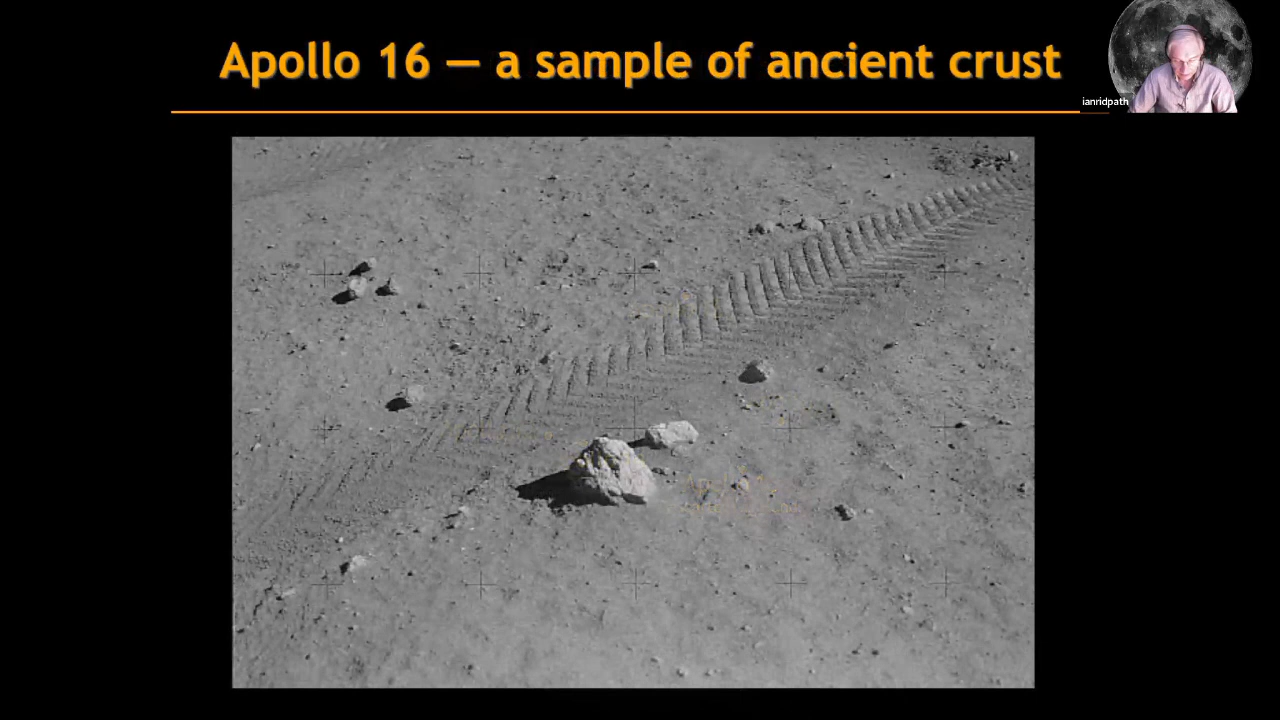 Apollo 16 — a sample of ancient crust
ianridpath